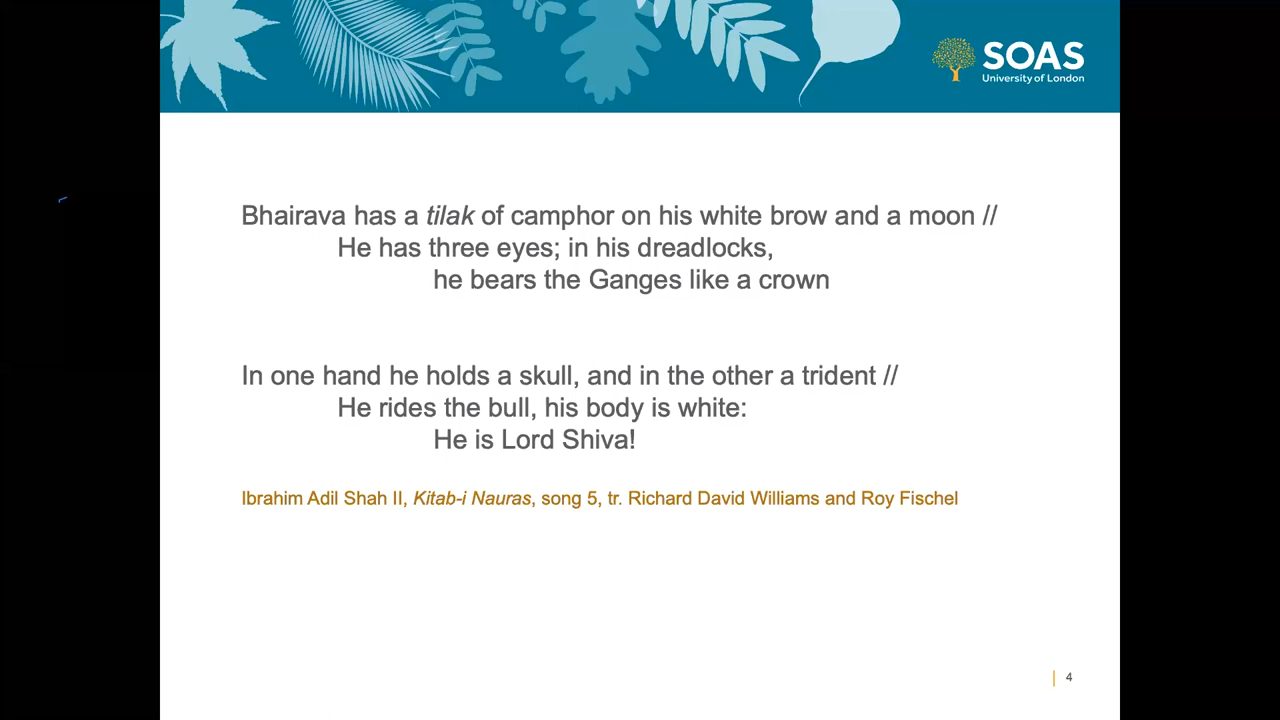 SOAS
University of London
Bhairava has a tilak of camphor on his white brow and a moon //
He has three eyes; in his dreadlocks,
he bears the Ganges like a crown
In one hand he holds a skull, and in the other a trident //
He rides the bull, his body is white:
He is Lord Shiva!
Ibrahim Adil Shah II, Kitab-i Nauras, song 5, tr. Richard David Williams and Roy Fischel
4